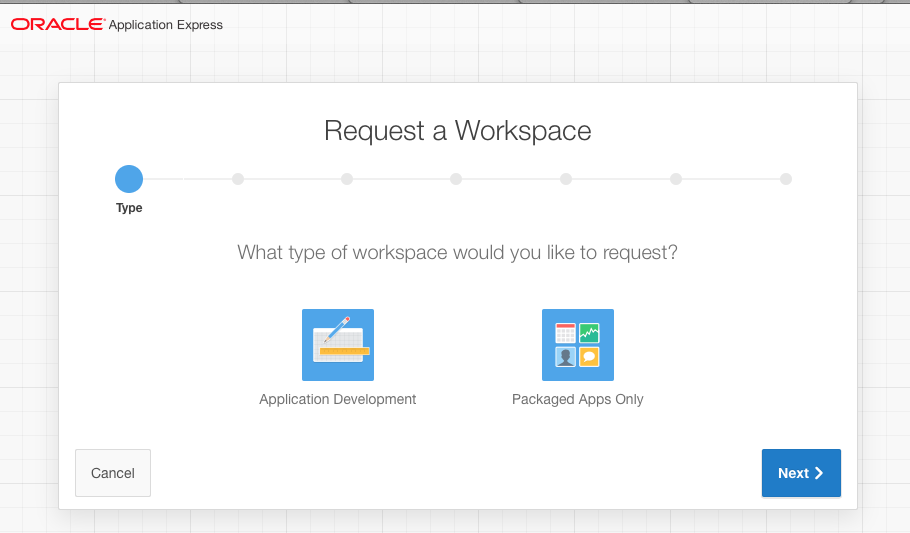 ORACLE Application Express
Request a Workspace
Type
What type of workspace would you like to request?
Application Development
Packaged Apps Only
Cancel
Next